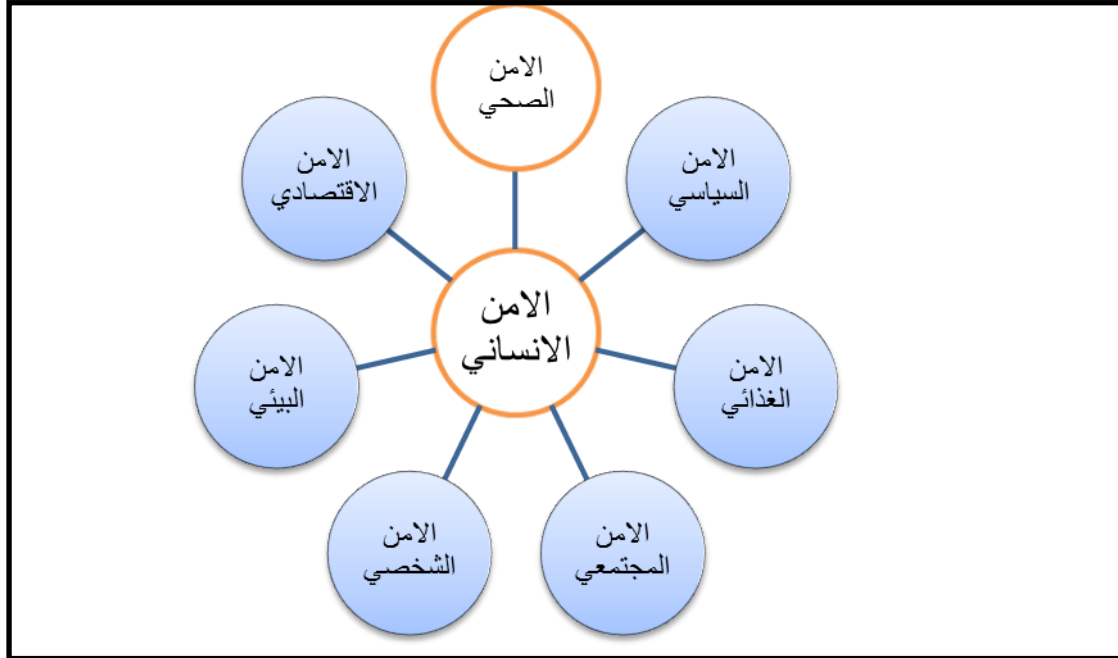 الامن
الصحي
الامن
السياسي
الامن
الاقتصادي
الامن
الانساني
الامن
الغذائي
الامن
البيئي
الامن
المجتمعي
الامن
الشخصي